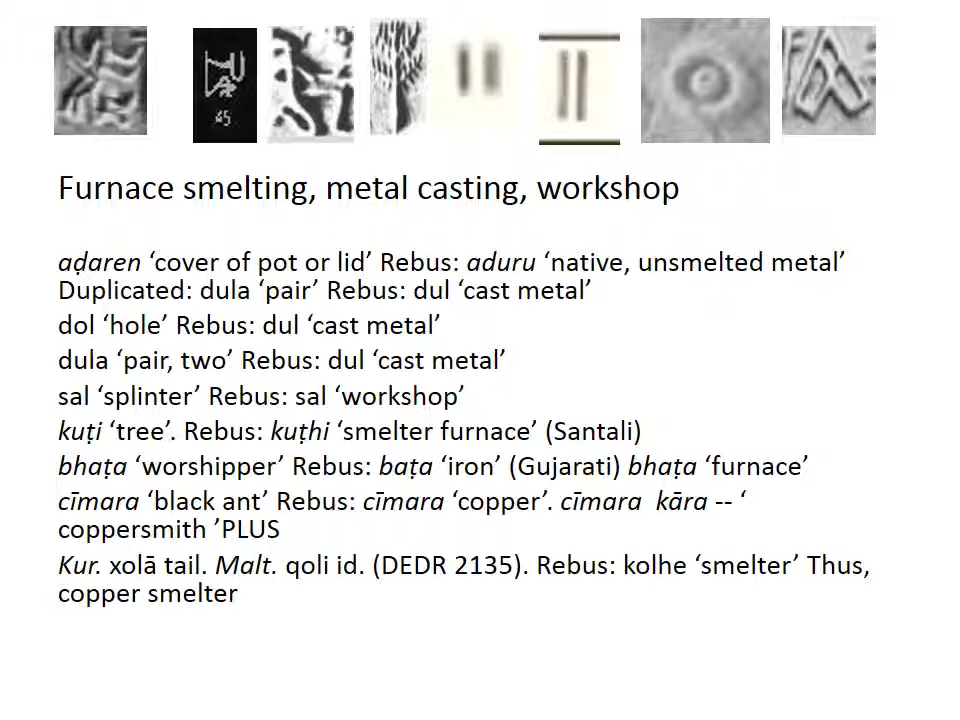 45
Furnace smelting, metal casting, workshop
aḍaren ‘cover of pot or lid’ Rebus: aduru ‘native, unsmelted metal’
Duplicated: dula ‘pair’ Rebus: dul ‘cast metal’
dol ‘hole’ Rebus: dul ‘cast metal’
dula ‘pair, two’ Rebus: dul ‘cast metal’
sal ‘splinter’ Rebus: sal ‘workshop’
kuṭi ‘tree’. Rebus: kuṭhi ‘smelter furnace’ (Santali)
bhaṭa ‘worshipper’ Rebus: baṭa ‘iron’ (Gujarati) bhaṭa ‘furnace’
cīmara ‘black ant’ Rebus: cīmara ‘copper’. cīmara kāra -- ‘
coppersmith ’PLUS
Kur. xolā tail. Malt. qoli id. (DEDR 2135). Rebus: kolhe ‘smelter’ Thus,
copper smelter